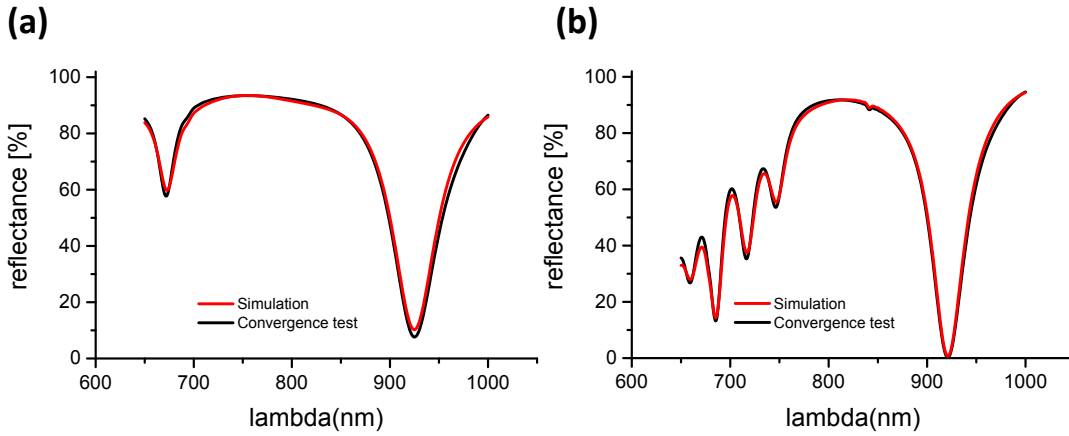 (a)
100
80
60
40
20
0
reflectance [%]
Simulation
Convergence test
600
700
800
900
1000
lambda(nm)
(b)
100
80
60
40
20
0
reflectance [%]
Simulation
Convergence test
600
700
800
900
1000
lambda(nm)